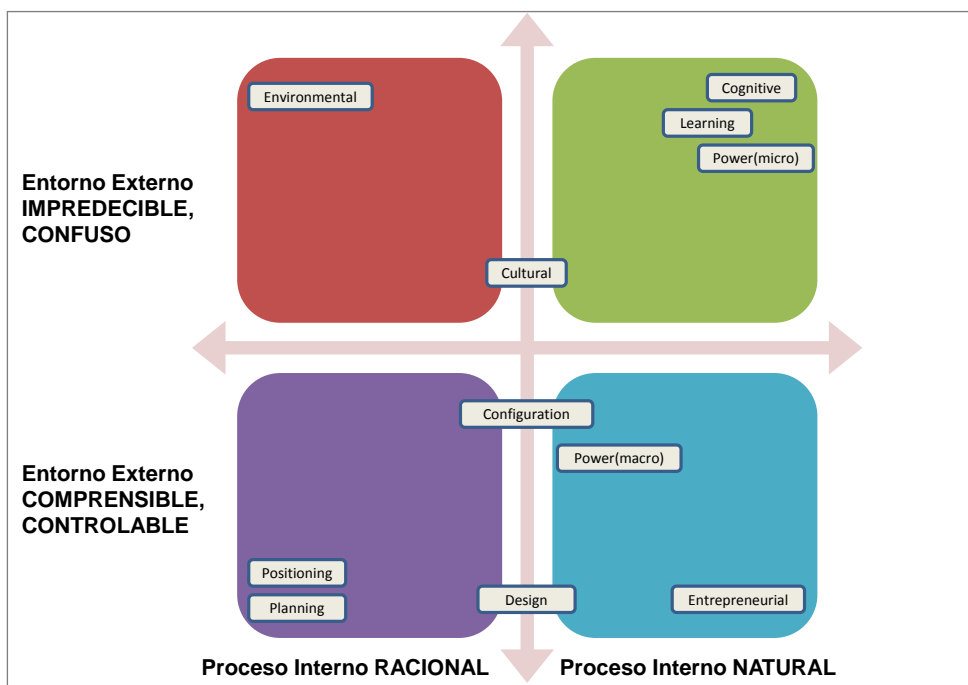 Cognitive
Environmental
Learning
Power(micro)
Entorno Externo
IMPREDECIBLE,
CONFUSO
Cultural
Configuration
Power(macro)
Entorno Externo
COMPRENSIBLE,
CONTROLABLE
Positioning
Planning
Design
Entrepreneurial
Proceso Interno RACIONAL
Proceso Interno NATURAL